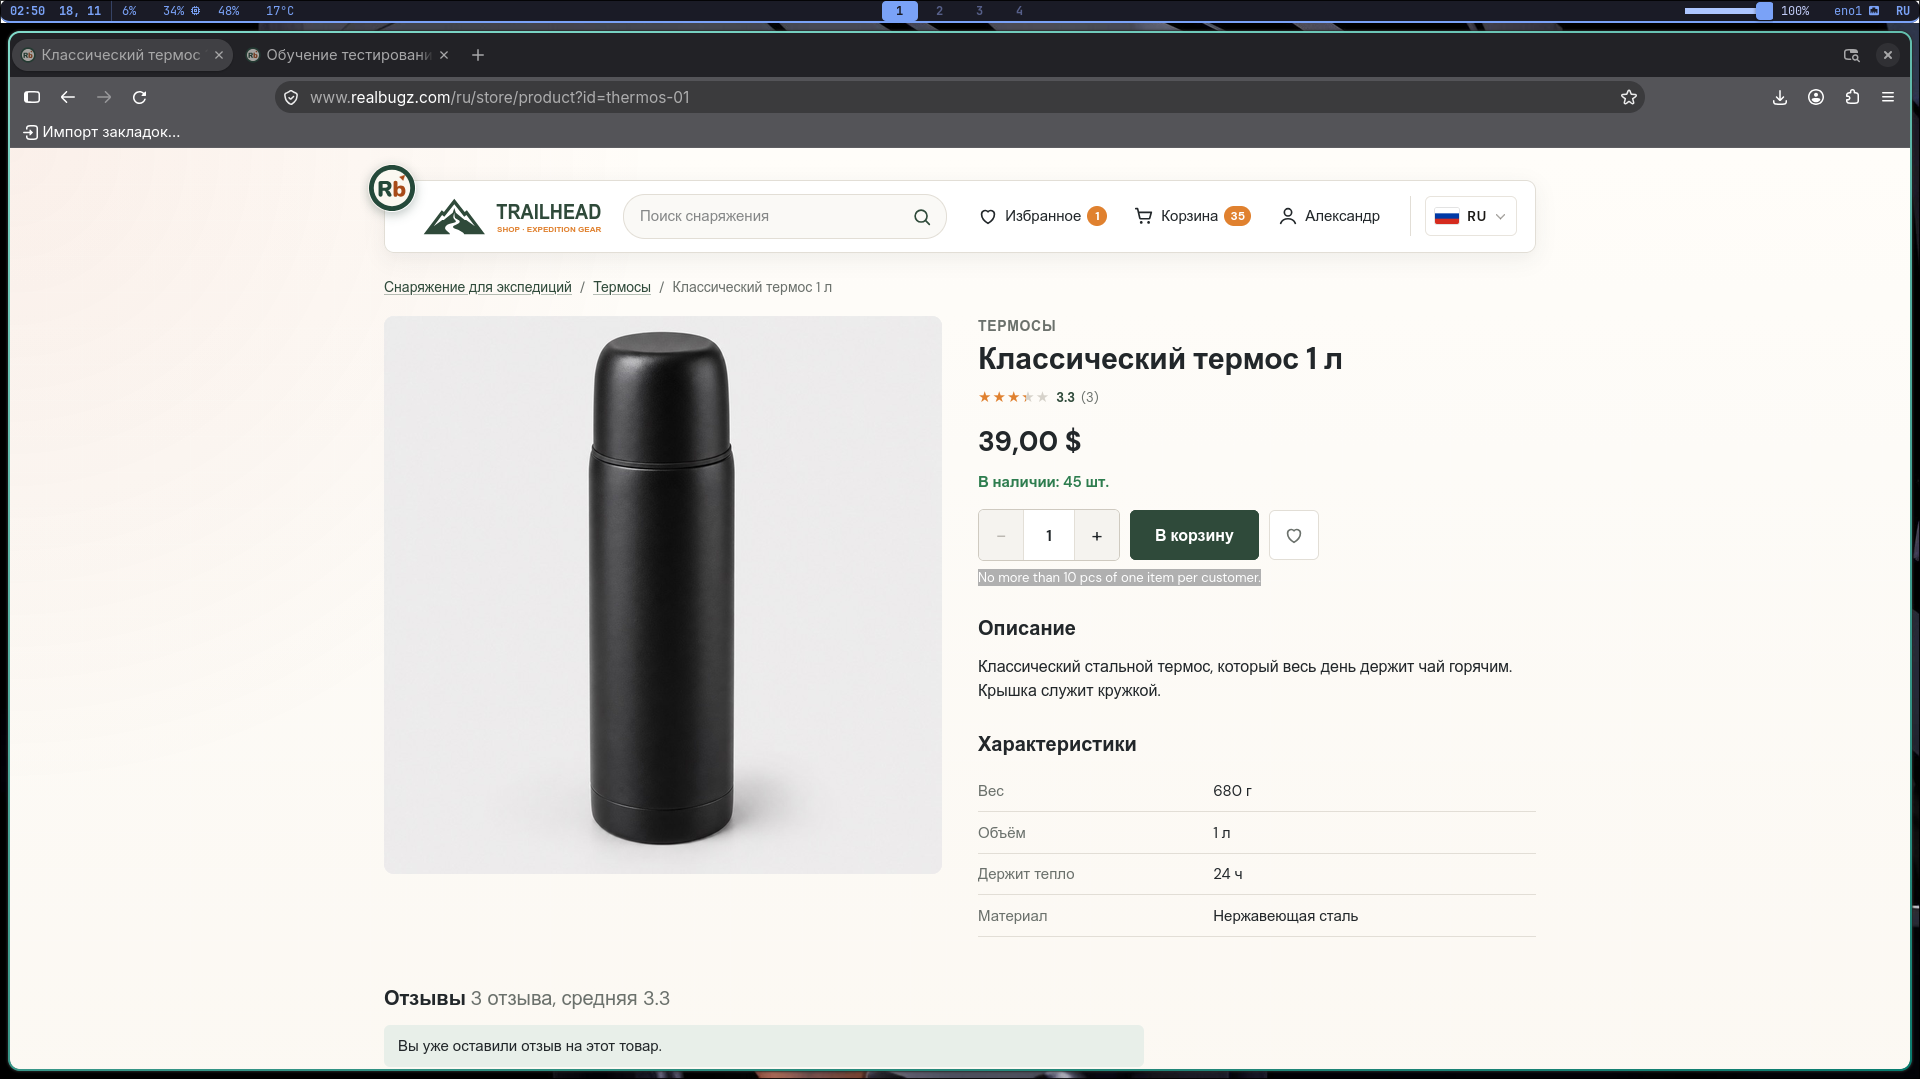 02:50 18, 11 6% 34% 48% 17°C 1 2 3 4 100% eno1 RU
Классический термос
Обучение тестировани
www.realbugz.com/ru/store/product?id=thermos-01
Импорт закладок...
Rb
TRAILHEAD
SHOP · EXPEDITION GEAR
Поиск снаряжения
Избранное 1
Корзина 35
Александр
RU
Снаряжение для экспедиций / Термосы / Классический термос 1 л
ТЕРМОСЫ
Классический термос 1 л
3.3 (3)
39,00 $
В наличии: 45 шт.
− 1 + В корзину
No more than 10 pcs of one item per customer.
Описание
Классический стальной термос, который весь день держит чай горячим.
Крышка служит кружкой.
Характеристики
Вес 680 г
Объём 1 л
Держит тепло 24 ч
Материал Нержавеющая сталь
Отзывы 3 отзыва, средняя 3.3
Вы уже оставили отзыв на этот товар.